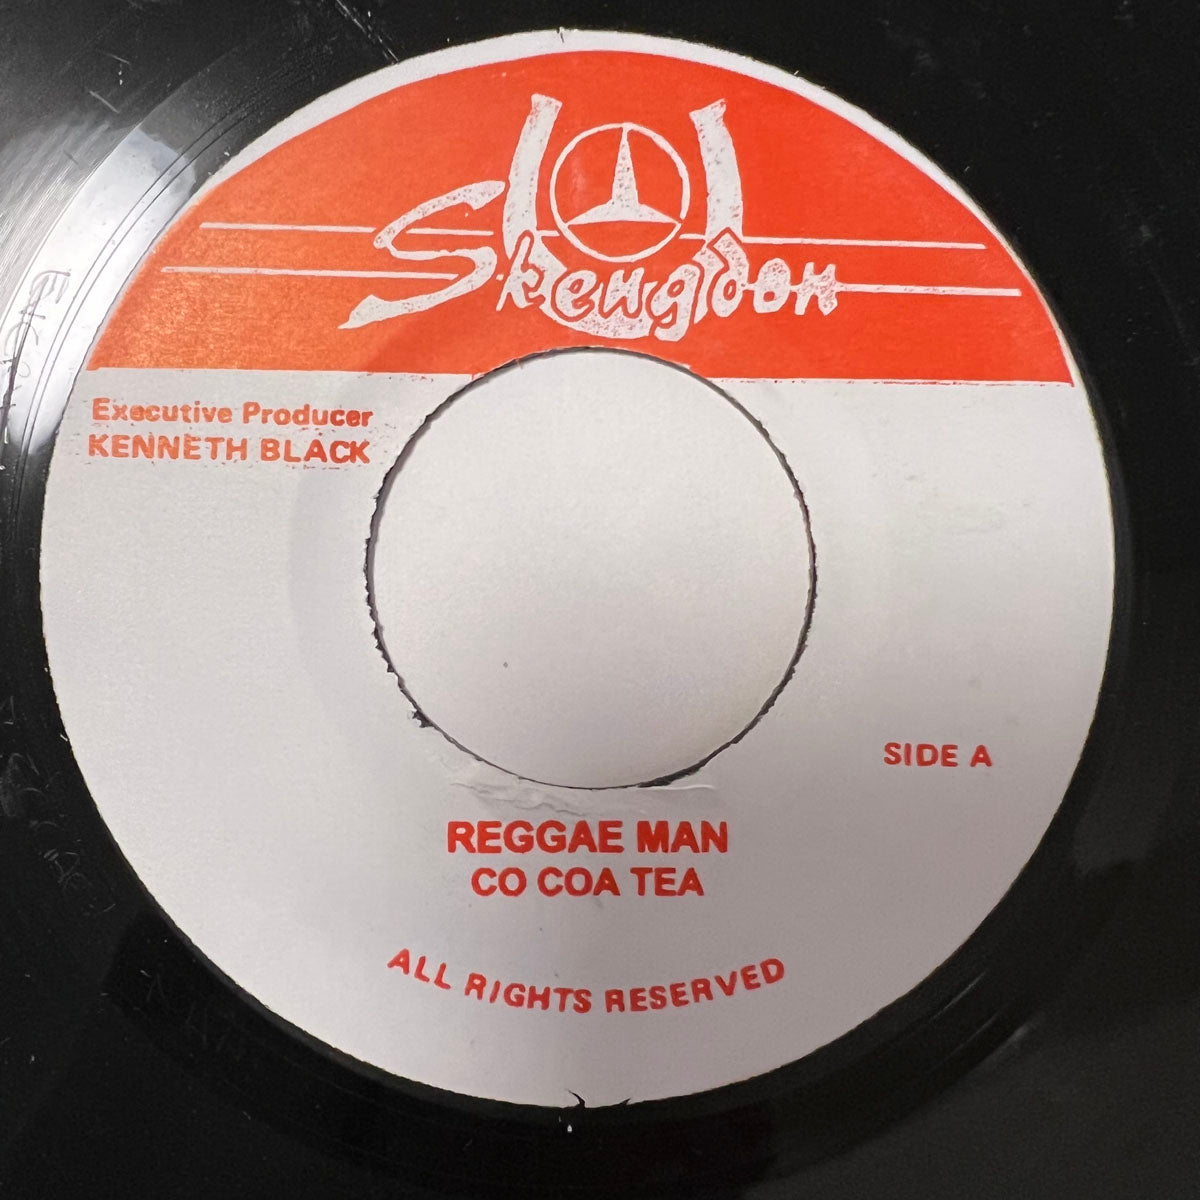 Skengdon
Executive Producer
KENNETH BLACK
SIDE A
REGGAE MAN
CO COA TEA
ALL RIGHTS RESERVED